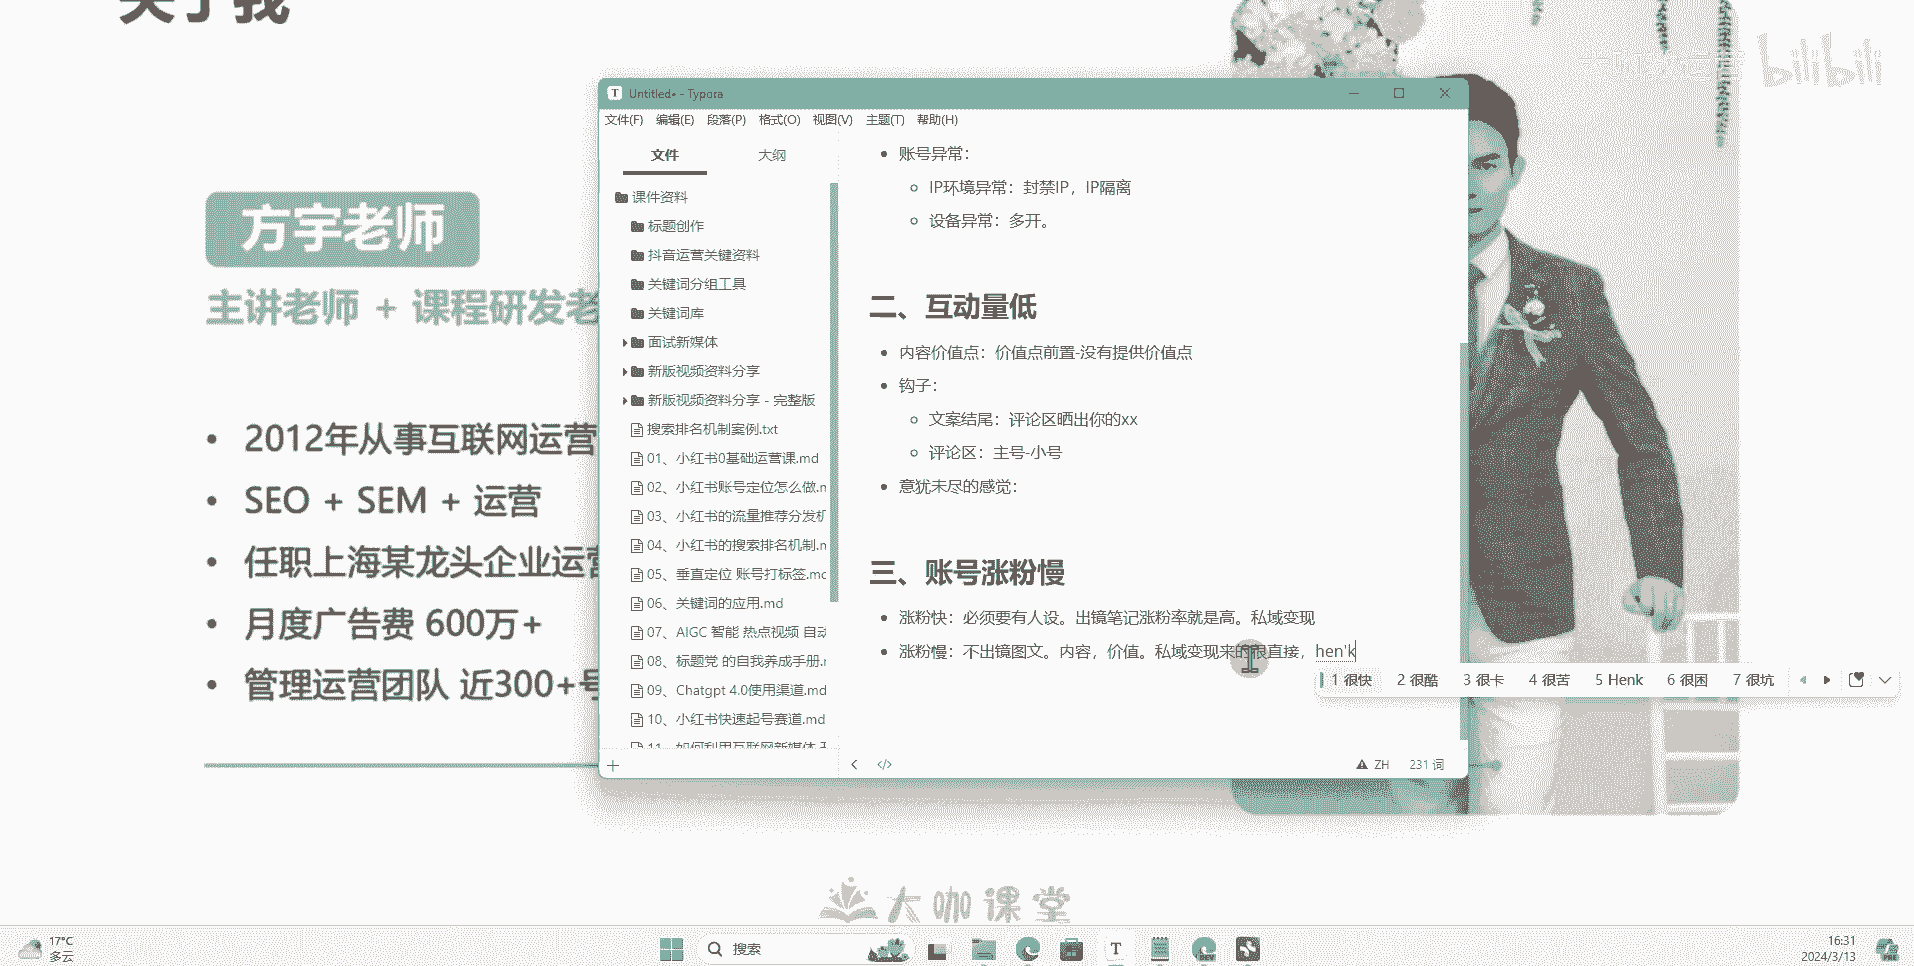 关于我
bilibili
方宇老师
主讲老师 + 课程研发老
2012年从事互联网运营
SEO + SEM + 运营
任职上海某龙头企业运营
月度广告费 600万+
管理运营团队 近300+号
Untitled• - Typora
文件(F) 编辑(E) 段落(P) 格式(O) 视图(V) 主题(T) 帮助(H)
文件 大纲
课件资料
标题创作
抖音运营关键资料
关键词分组工具
关键词库
面试新媒体
新版视频资料分享
新版视频资料分享 - 完整版
搜索排名机制案例.txt
01、小红书0基础运营课.md
02、小红书账号定位怎么做.m
03、小红书的流量推荐分发机
04、小红书的搜索排名机制.m
05、垂直定位 账号打标签.md
06、关键词的应用.md
07、AIGC 智能 热点视频 自动
08、标题党 的自我养成手册.m
09、Chatgpt 4.0使用渠道.md
10、小红书快速起号赛道.md
11、如何利用互联网新媒体
账号异常：
IP环境异常：封禁IP，IP隔离
设备异常：多开。
二、互动量低
内容价值点：价值点前置-没有提供价值点
钩子：
文案结尾：评论区晒出你的xx
评论区：主号-小号
意犹未尽的感觉：
三、账号涨粉慢
涨粉快：必须要有人设。出镜笔记涨粉率就是高。私域变现
涨粉慢：不出镜图文。内容，价值。私域变现来的很直接，hen'k
1 很快 2 很酷 3 很卡 4 很苦 5 Henk 6 很困 7 很坑
ZH 231 词
大咖课堂
17°C
多云
搜索
16:31
2024/3/13